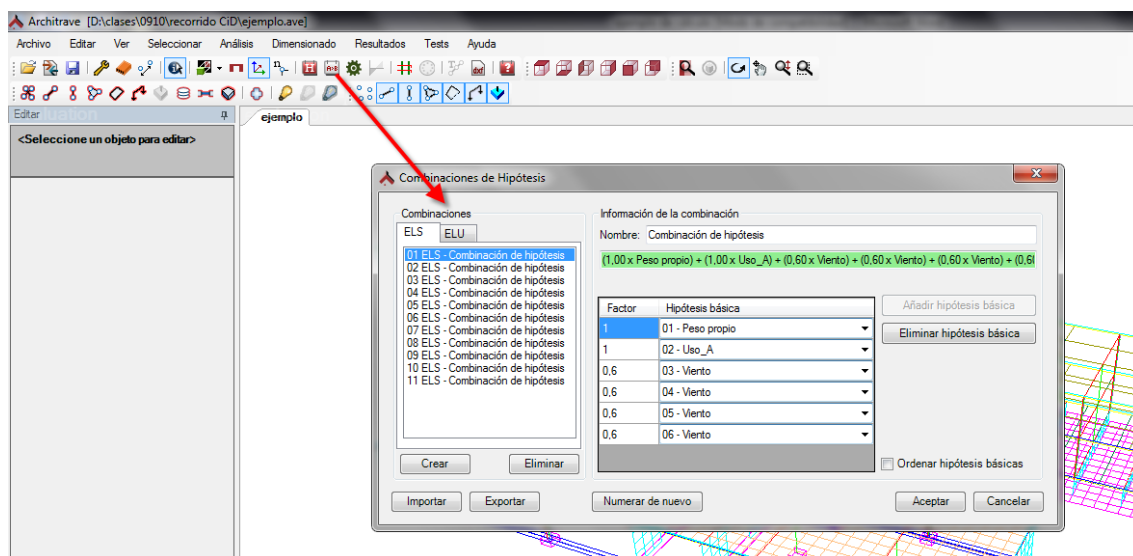 Architrave [D:\clases\0910\recorrido CiD\ejemplo.ave]
Archivo Editar Ver Seleccionar Análisis Dimensionado Resultados Tests Ayuda
Editar
ejemplo
<Seleccione un objeto para editar>
Combinaciones de Hipótesis
Combinaciones
ELS ELU
01 ELS - Combinación de hipótesis
02 ELS - Combinación de hipótesis
03 ELS - Combinación de hipótesis
04 ELS - Combinación de hipótesis
05 ELS - Combinación de hipótesis
06 ELS - Combinación de hipótesis
07 ELS - Combinación de hipótesis
08 ELS - Combinación de hipótesis
09 ELS - Combinación de hipótesis
10 ELS - Combinación de hipótesis
11 ELS - Combinación de hipótesis
Crear Eliminar
Información de la combinación
Nombre: Combinación de hipótesis
(1,00 x Peso propio) + (1,00 x Uso_A) + (0,60 x Viento) + (0,60 x Viento) + (0,60 x Viento) + (0,6
Factor Hipótesis básica
1 01 - Peso propio
1 02 - Uso_A
0,6 03 - Viento
0,6 04 - Viento
0,6 05 - Viento
0,6 06 - Viento
Añadir hipótesis básica
Eliminar hipótesis básica
Ordenar hipótesis básicas
Importar Exportar Numerar de nuevo Aceptar Cancelar